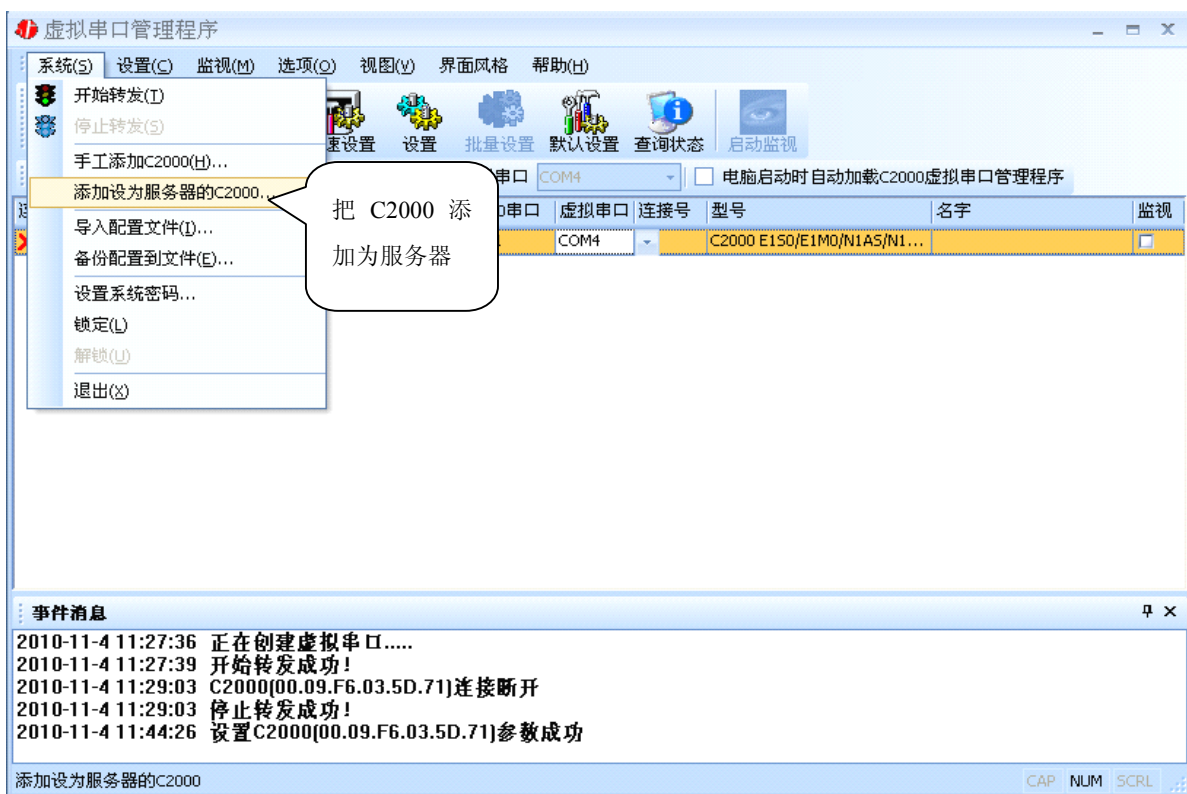 虚拟串口管理程序
系统(S) 设置(C) 监视(M) 选项(O) 视图(V) 界面风格 帮助(H)
开始转发(T)
停止转发(S)
手工添加C2000(H)...
添加设为服务器的C2000...
导入配置文件(I)...
备份配置到文件(E)...
设置系统密码...
锁定(L)
解锁(U)
退出(X)
速设置 设置 批量设置 默认设置 查询状态 启动监视
串口 COM4 电脑启动时自动加载C2000虚拟串口管理程序
串口 虚拟串口 连接号 型号 名字 监视
COM4 C2000 E1S0/E1M0/N1A5/N1...
把 C2000 添
加为服务器
事件消息
2010-11-4 11:27:36 正在创建虚拟串口.....
2010-11-4 11:27:39 开始转发成功!
2010-11-4 11:29:03 C2000(00.09.F6.03.5D.71)连接断开
2010-11-4 11:29:03 停止转发成功!
2010-11-4 11:44:26 设置C2000(00.09.F6.03.5D.71)参数成功
添加设为服务器的C2000 CAP NUM SCRL